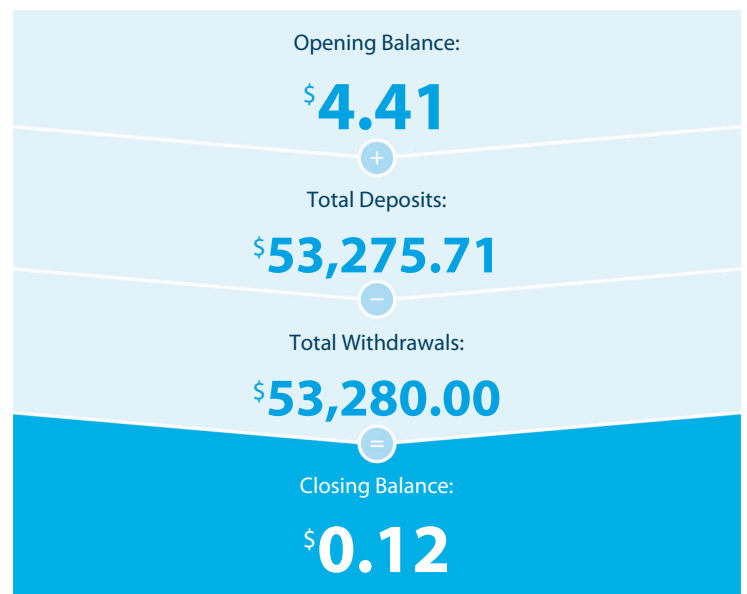 Opening Balance:
$4.41
+
Total Deposits:
$53,275.71
−
Total Withdrawals:
$53,280.00
=
Closing Balance:
$0.12